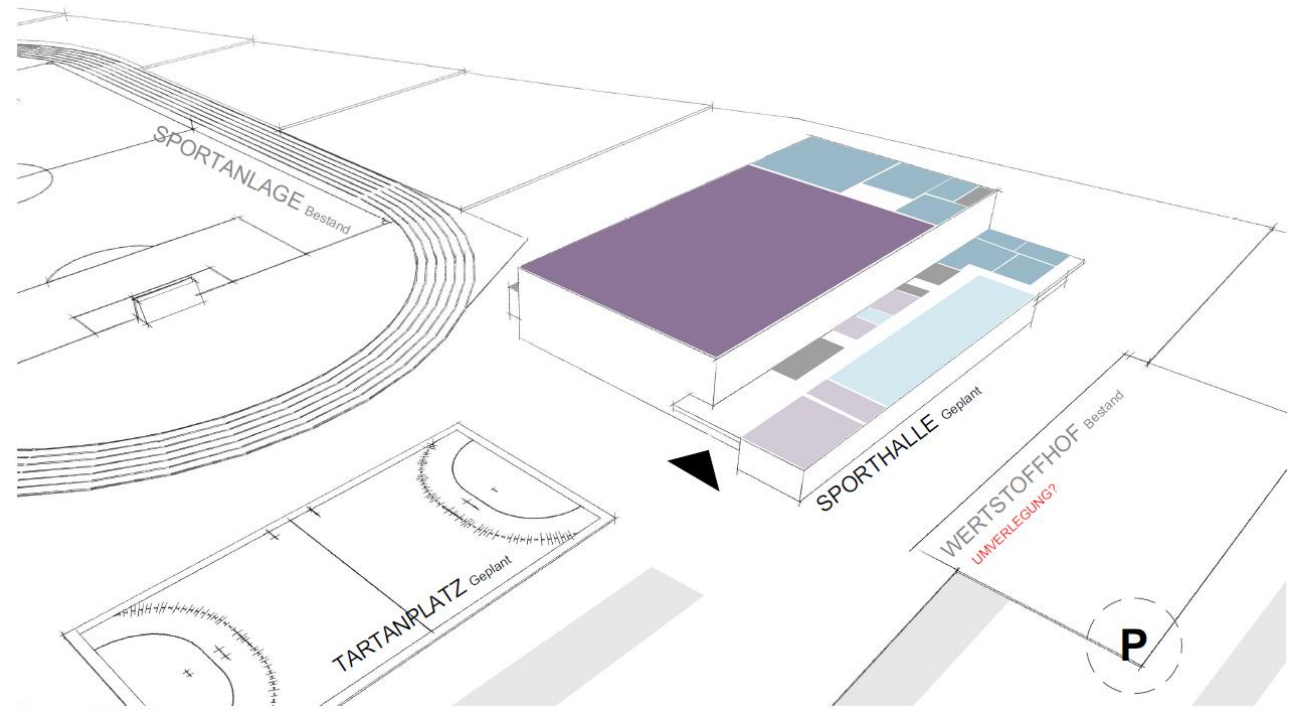 SPORTANLAGE Bestand
SPORTHALLE Geplant
WERTSTOFFHOF Bestand
UMVERLEGUNG?
TARTANPLATZ Geplant
P